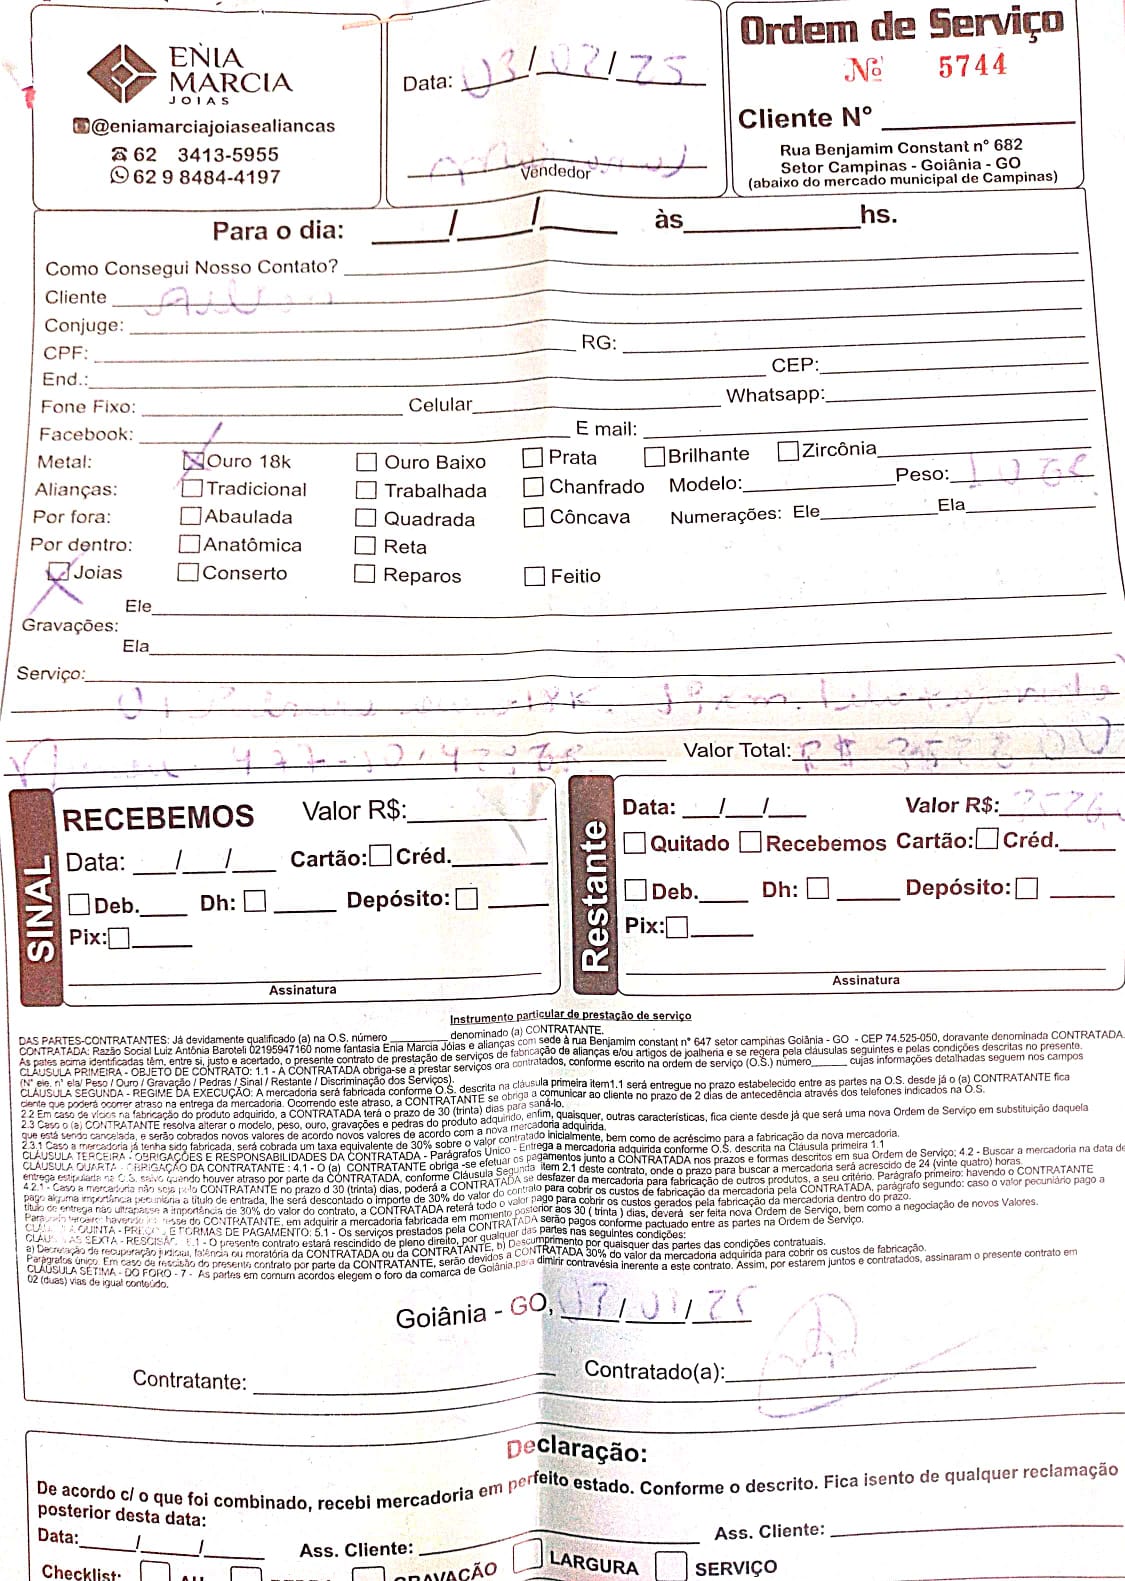 ENIA
MARCIA
JOIAS
@eniamarciajoiasealiancas
62 3413-5955
62 9 8484-4197
Data: 03/02/25
Vendedor
Ordem de Serviço
Nº 5744
Cliente N°
Rua Benjamim Constant n° 682
Setor Campinas - Goiânia - GO
(abaixo do mercado municipal de Campinas)
Para o dia: / / às hs.
Como Consegui Nosso Contato?
Cliente
Conjuge:
CPF: RG:
End.: CEP:
Fone Fixo: Celular Whatsapp:
Facebook: E mail:
Metal: Ouro 18k Ouro Baixo Prata Brilhante Zircônia
Alianças: Tradicional Trabalhada Chanfrado Modelo: Peso:
Por fora: Abaulada Quadrada Côncava Numerações: Ele Ela
Por dentro: Anatômica Reta
Joias Conserto Reparos Feitio
Ele
Gravações:
Ela
Serviço:
Valor Total: R$
SINAL
RECEBEMOS Valor R$:
Data: / / Cartão: Créd.
Deb. Dh: Depósito:
Pix:
Assinatura
Restante
Data: / / Valor R$:
Quitado Recebemos Cartão: Créd.
Deb. Dh: Depósito:
Pix:
Assinatura
Instrumento particular de prestação de serviço
DAS PARTES-CONTRATANTES: Já devidamente qualificado (a) na O.S. número denominado (a) CONTRATANTE.
CONTRATADA: Razão Social Luiz Antônia Baroteli 02195947160 nome fantasia Enia Marcia Jóias e alianças com sede à rua Benjamim constant n° 647 setor campinas Goiânia - GO - CEP 74.525-050, doravante denominada CONTRATADA.
As partes acima identificadas têm, entre si, justo e acertado, o presente contrato de prestação de serviços de fabricação de alianças e/ou artigos de joalheria e se regera pela cláusulas seguintes e pelas condições descritas no presente.
CLÁUSULA PRIMEIRA - OBJETO DE CONTRATO: 1.1 - A CONTRATADA obriga-se a prestar serviços ora contratados, conforme escrito na ordem de serviço (O.S.) número cujas informações detalhadas seguem nos campos
(N° eie. n° ela/ Peso / Ouro / Gravação / Pedras / Sinal / Restante / Discriminação dos Serviços).
CLÁUSULA SEGUNDA - REGIME DA EXECUÇÃO: A mercadoria será fabricada conforme O.S. descrita na cláusula primeira item1.1 será entregue no prazo estabelecido entre as partes na O.S. desde já o (a) CONTRATANTE fica
ciente que poderá ocorrer atraso na entrega da mercadoria. Ocorrendo este atraso, a CONTRATANTE se obriga a comunicar ao cliente no prazo de 2 dias de antecedência através dos telefones indicados na O.S.
2.2 Em caso de vícios na fabricação do produto adquirido, a CONTRATADA terá o prazo de 30 (trinta) dias para saná-lo.
2.3 Caso o (a) CONTRATANTE resolva alterar o modelo, peso, ouro, gravações e pedras do produto adquirido, enfim, quaisquer, outras características, fica ciente desde já que será uma nova Ordem de Serviço em substituição daquela
que está sendo cancelada, e serão cobrados novos valores de acordo novos valores de acordo com a nova mercadoria adquirida.
2.3.1 Caso a mercadoria já tenha sido fabricada, será cobrada um taxa equivalente de 30% sobre o valor contratado inicialmente, bem como de acréscimo para a fabricação da nova mercadoria.
CLÁUSULA TERCEIRA - OBRIGAÇÕES E RESPONSABILIDADES DA CONTRATADA - Parágrafos Único - Entrega a mercadoria adquirida conforme O.S. descrita na Cláusula primeira 1.1
CLÁUSULA QUARTA - OBRIGAÇÃO DA CONTRATANTE : 4.1 - O (a) CONTRATANTE obriga -se efetuar os pagamentos junto a CONTRATADA nos prazos e formas descritos em sua Ordem de Serviço; 4.2 - Buscar a mercadoria na data de
entrega estipulada na O.S. salvo quando houver atraso por parte da CONTRATADA, conforme Cláusula Segunda item 2.1 deste contrato, onde o prazo para buscar a mercadoria será acrescido de 24 (vinte quatro) horas.
4.2.1 - Caso a mercadoria não seja pelo CONTRATANTE no prazo d 30 (trinta) dias, poderá a CONTRATADA se desfazer da mercadoria para fabricação de outros produtos, a seu critério. Parágrafo primeiro: havendo o CONTRATANTE
pago alguma importância pecuniária a título de entrada, lhe será descontado o importe de 30% do valor do contrato para cobrir os custos de fabricação da mercadoria pela CONTRATADA, parágrafo segundo: caso o valor pecuniário pago a
título de entrega não ultrapasse a importância de 30% do valor do contrato, a CONTRATADA reterá todo o valor pago para cobrir os custos gerados pela fabricação da mercadoria dentro do prazo.
Parágrafo terceiro: havendo interesse do CONTRATANTE, em adquirir a mercadoria fabricada em momento posterior aos 30 ( trinta ) dias, deverá ser feita nova Ordem de Serviço, bem como a negociação de novos Valores.
CLÁUSULA QUINTA - PREÇO E FORMAS DE PAGAMENTO: 5.1 - Os serviços prestados pela CONTRATADA serão pagos conforme pactuado entre as partes na Ordem de Serviço.
CLÁUSULAS SEXTA - RESCISÃO: 6.1 - O presente contrato estará rescindido de pleno direito, por qualquer das partes nas seguintes condições:
a) Decretação de recuperação judicial, falência ou moratória da CONTRATADA ou da CONTRATANTE, b) Descumprimento por quaisquer das partes das condições contratuais.
Parágrafos único. Em caso de rescisão do presente contrato por parte da CONTRATANTE, serão devidos a CONTRATADA 30% do valor da mercadoria adquirida para cobrir os custos de fabricação.
CLÁUSULA SÉTIMA - DO FORO - 7 - As partes em comum acordos elegem o foro da comarca de Goiânia,para dimirir contravésia inerente a este contrato. Assim, por estarem juntos e contratados, assinaram o presente contrato em
02 (duas) vias de igual conteúdo.
Goiânia - GO, / / 25
Contratante: Contratado(a):
Declaração:
De acordo c/ o que foi combinado, recebi mercadoria em perfeito estado. Conforme o descrito. Fica isento de qualquer reclamação
posterior desta data:
Data: / / Ass. Cliente: Ass. Cliente:
Checklist: GRAVAÇÃO LARGURA SERVIÇO